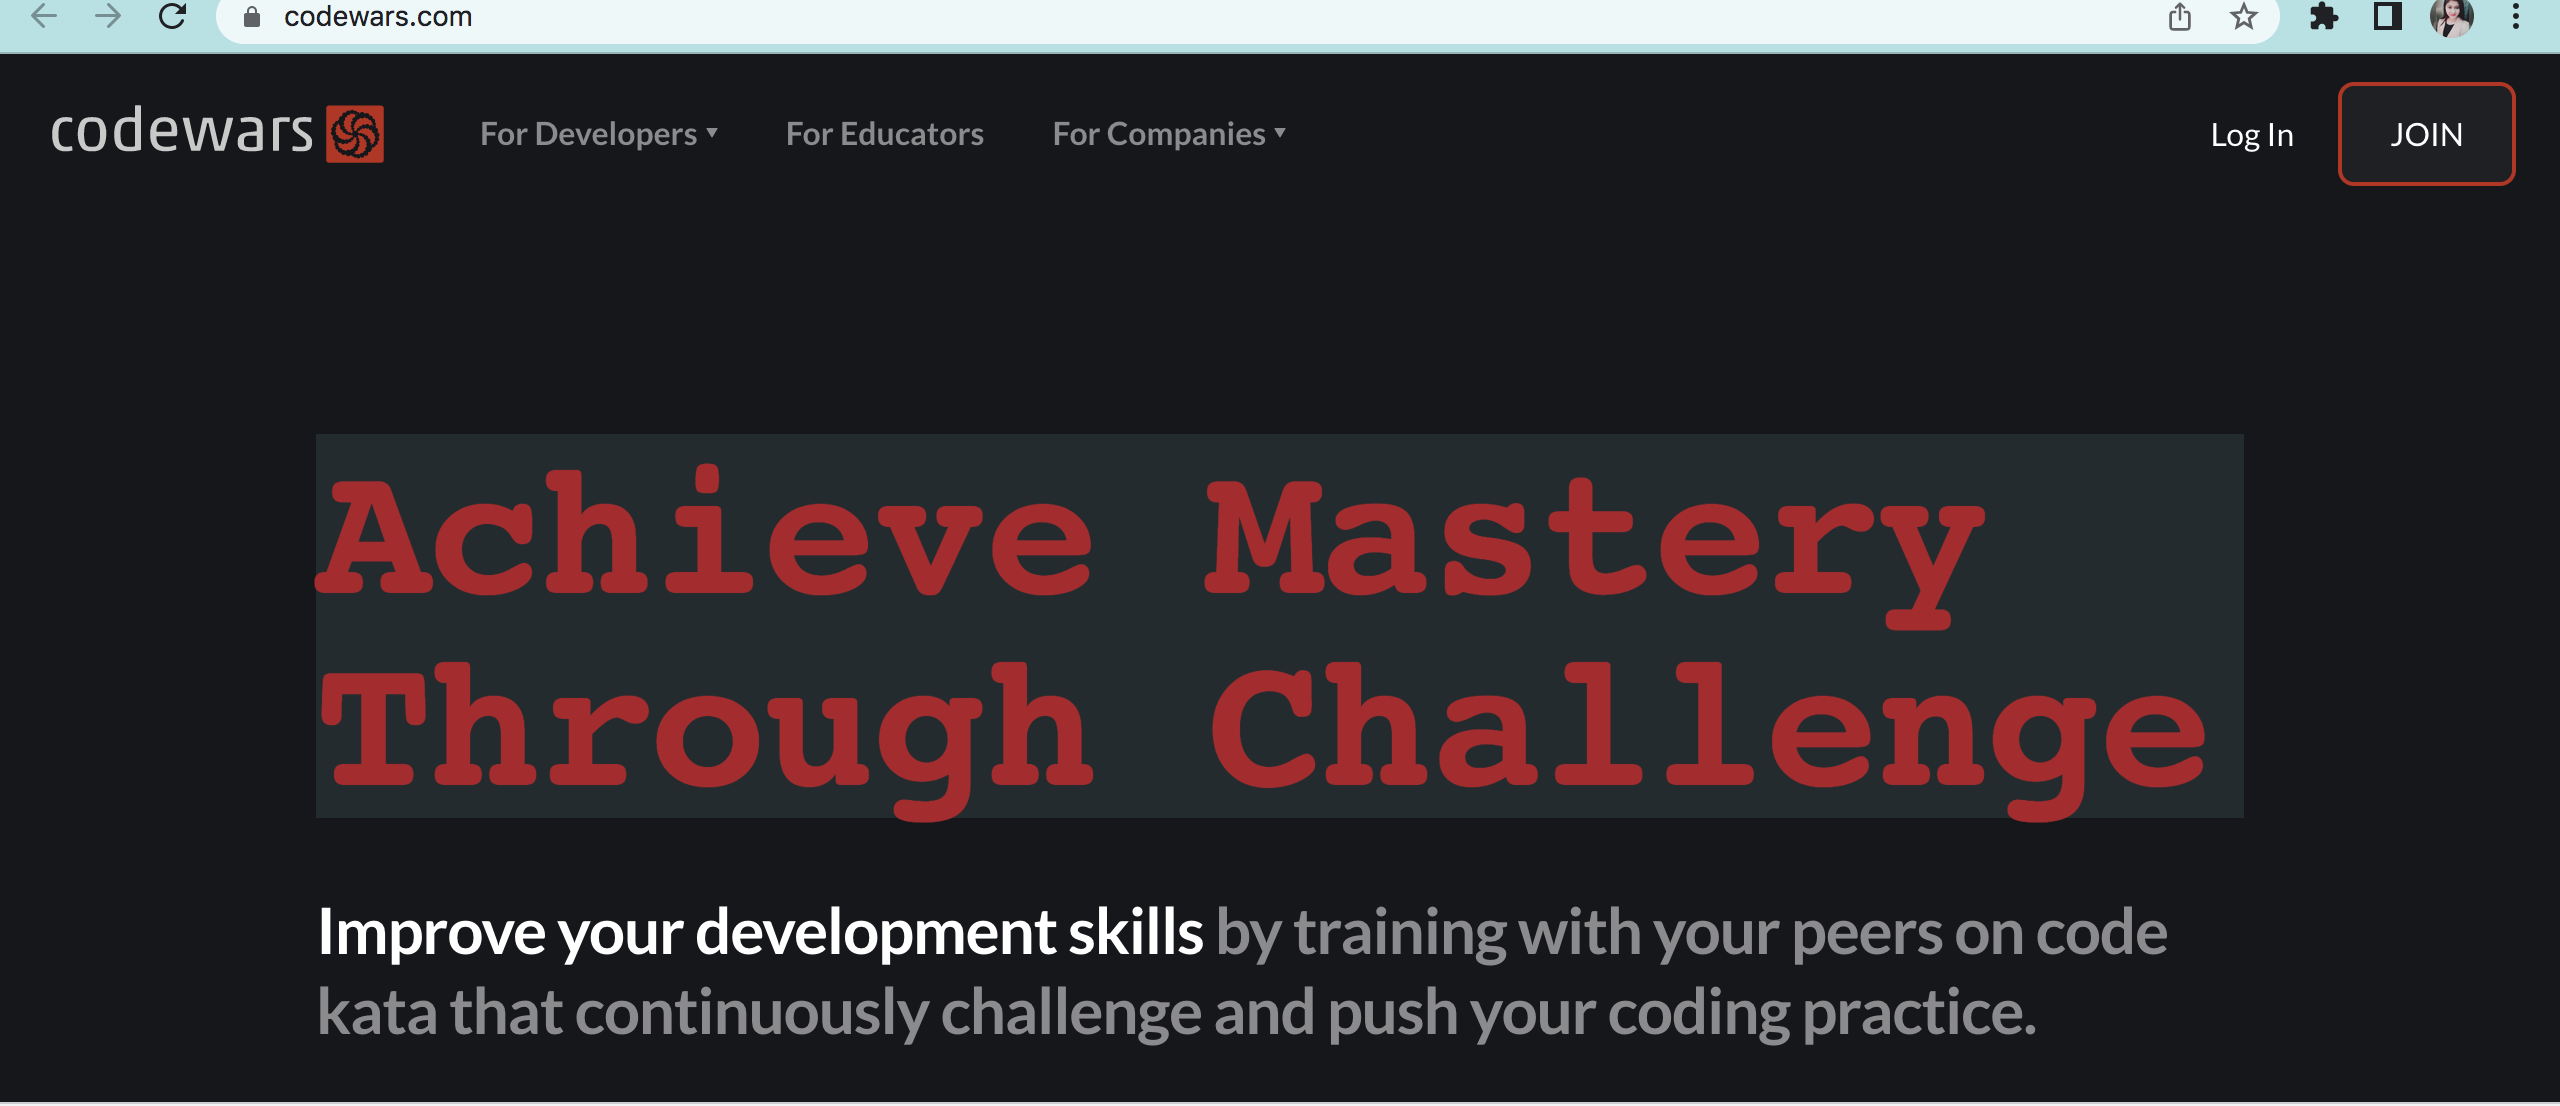 codewars.com
codewars
For Developers
For Educators
For Companies
Log In
JOIN
Achieve Mastery
Through Challenge
Improve your development skills by training with your peers on code
kata that continuously challenge and push your coding practice.